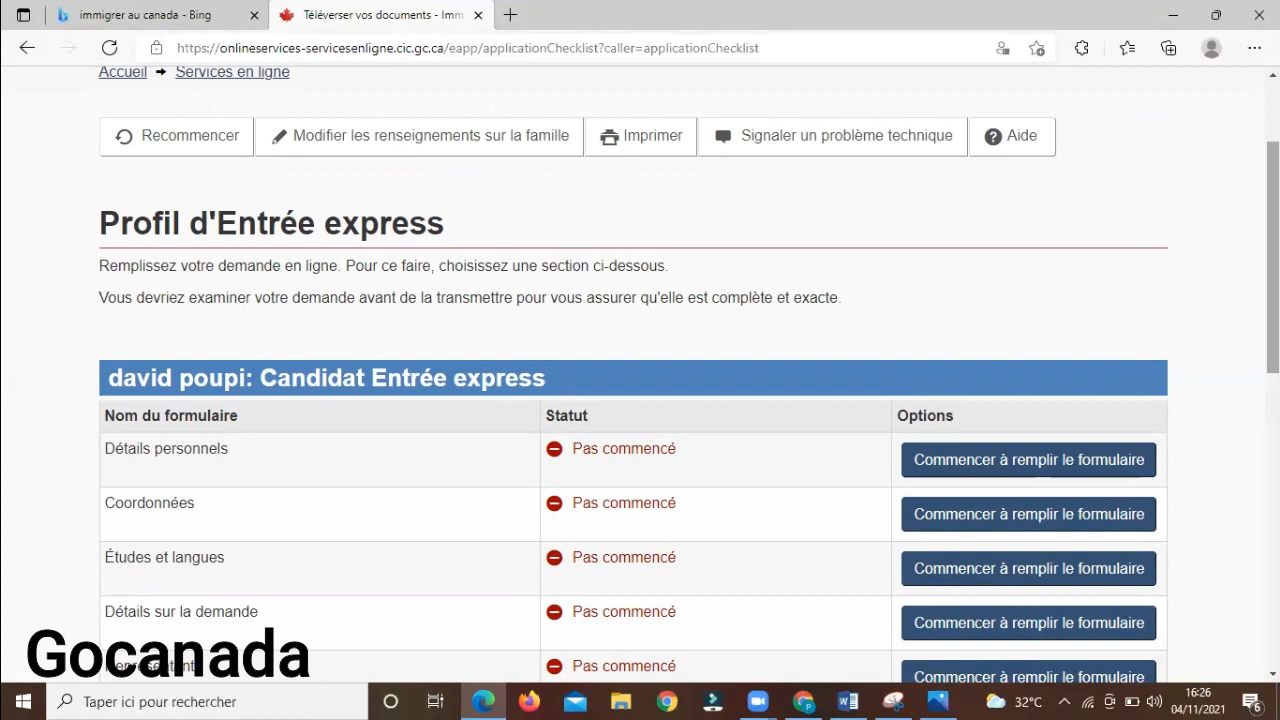 immigrer au canada - Bing
Téléverser vos documents - Imm
https://onlineservices-servicesenligne.cic.gc.ca/eapp/applicationChecklist?caller=applicationChecklist
Accueil → Services en ligne
Recommencer
Modifier les renseignements sur la famille
Imprimer
Signaler un problème technique
Aide
Profil d'Entrée express
Remplissez votre demande en ligne. Pour ce faire, choisissez une section ci-dessous.
Vous devriez examiner votre demande avant de la transmettre pour vous assurer qu'elle est complète et exacte.
david poupi: Candidat Entrée express
Nom du formulaire Statut Options
Détails personnels Pas commencé Commencer à remplir le formulaire
Coordonnées Pas commencé Commencer à remplir le formulaire
Études et langues Pas commencé Commencer à remplir le formulaire
Détails sur la demande Pas commencé Commencer à remplir le formulaire
Représentant Pas commencé Commencer à remplir le formulaire
Gocanada
Taper ici pour rechercher
32°C
16:26
04/11/2021
6